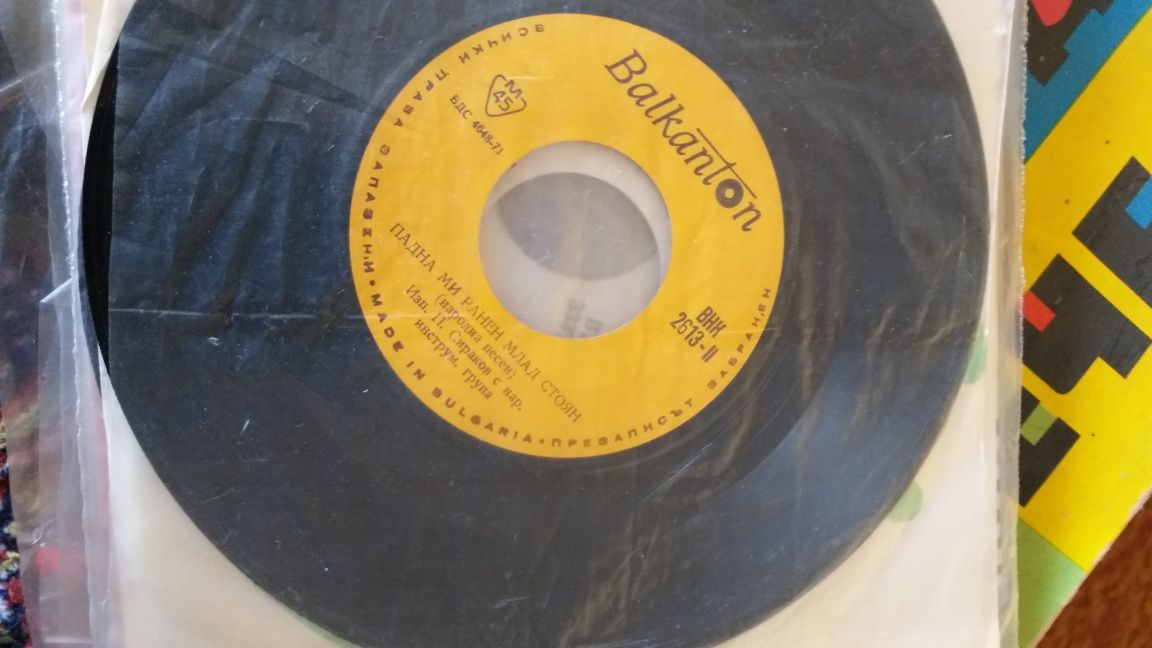 Balkanton
М
45
БДС 4648-71
ВНК
2613-II
ПАДНА МИ РАНЕН МЛАД СТОЯН
(народна песен)
Изп. П. Сираков с нар.
инструм. група
ВСИЧКИ ПРАВА ЗАПАЗЕНИ • MADE IN BULGARIA • ПРЕЗАПИСЪТ ЗАБРАНЕН